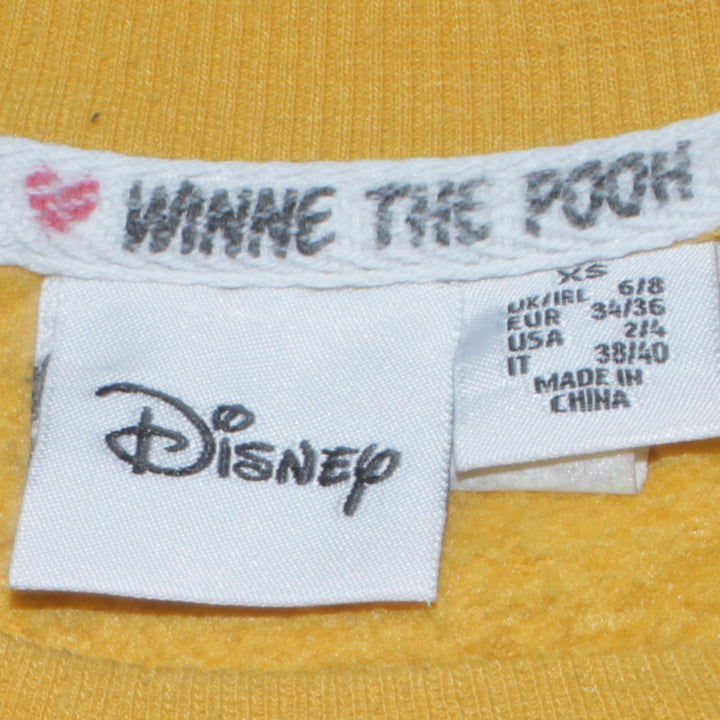 WINNE THE POOH
DISNEY
XS
UK/IRL 6/8
EUR 34/36
USA 2/4
IT 38/40
MADE IN
CHINA